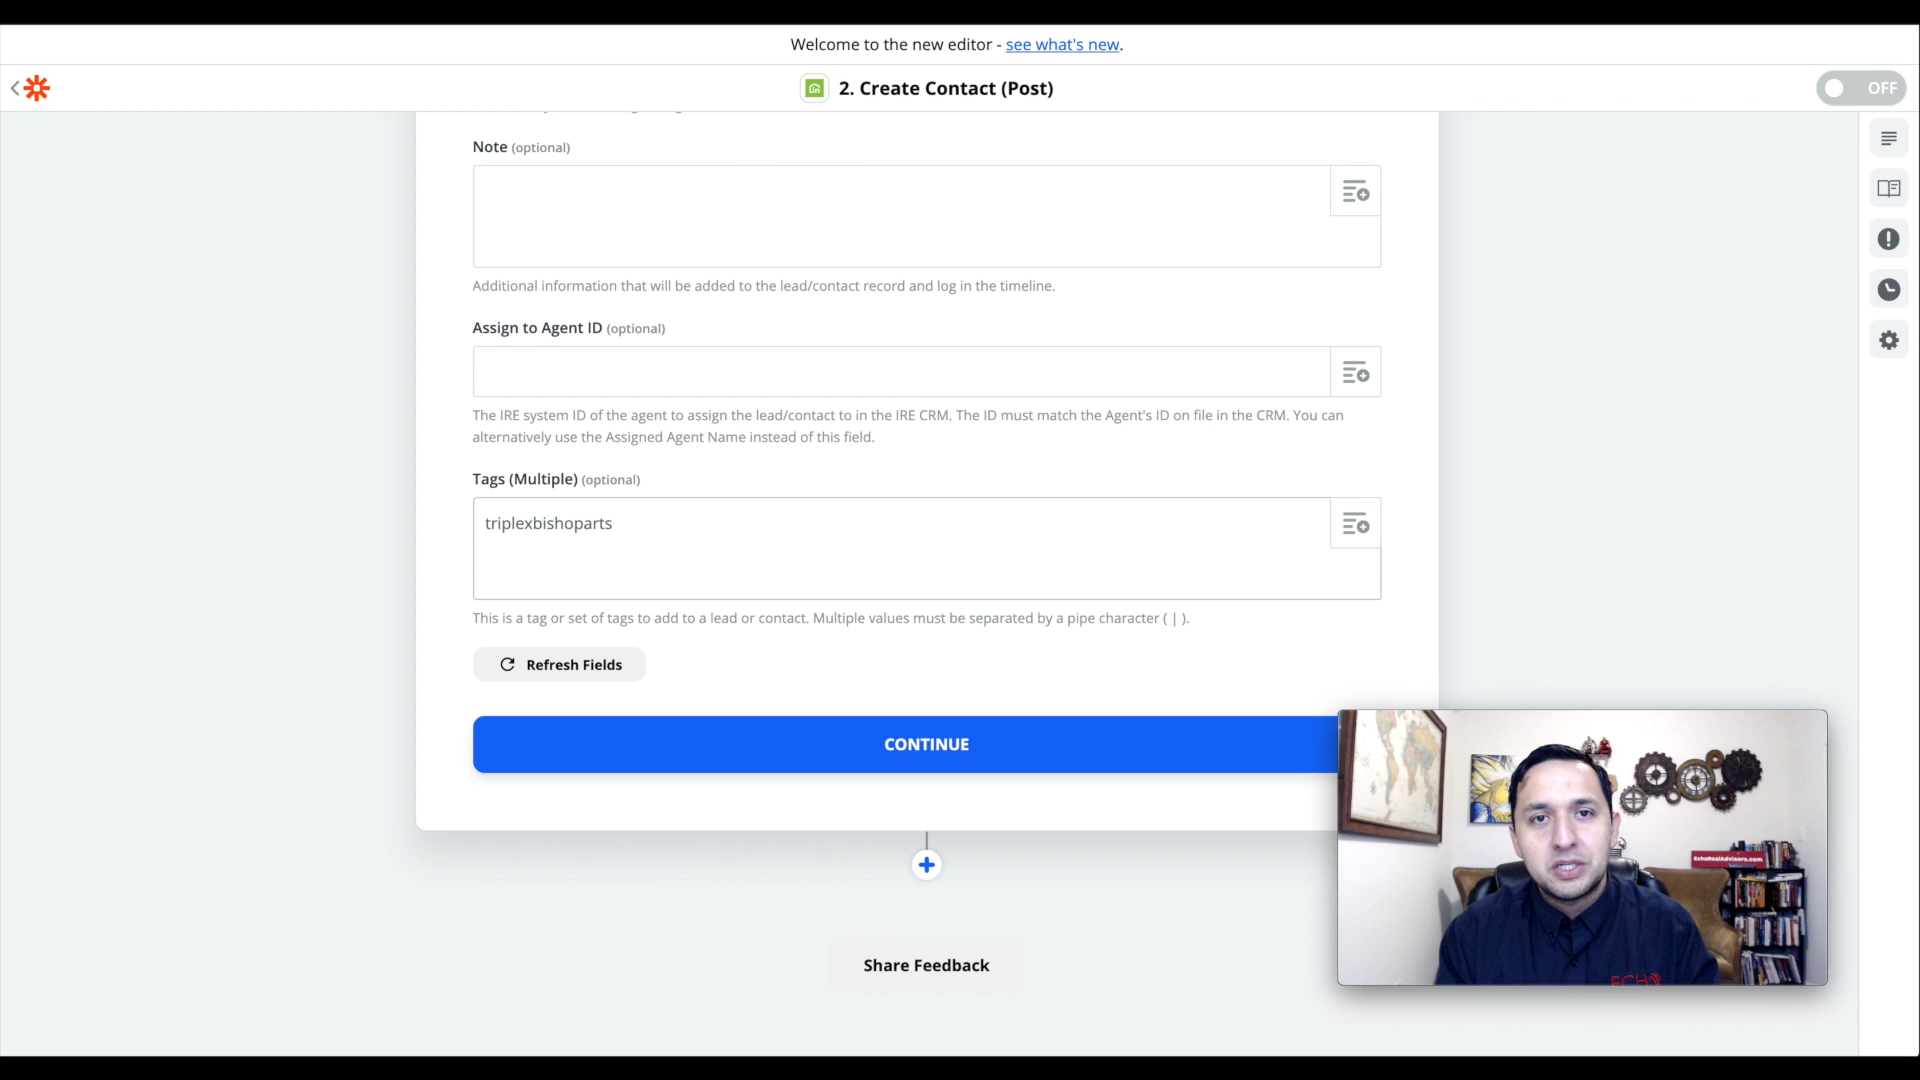 Welcome to the new editor - see what's new.
2. Create Contact (Post)
OFF
Note (optional)
Additional information that will be added to the lead/contact record and log in the timeline.
Assign to Agent ID (optional)
The IRE system ID of the agent to assign the lead/contact to in the IRE CRM. The ID must match the Agent's ID on file in the CRM. You can
alternatively use the Assigned Agent Name instead of this field.
Tags (Multiple) (optional)
triplexbishoparts
This is a tag or set of tags to add to a lead or contact. Multiple values must be separated by a pipe character ( | ).
Refresh Fields
CONTINUE
EchoRealAdvisors.com
ECHO
Share Feedback